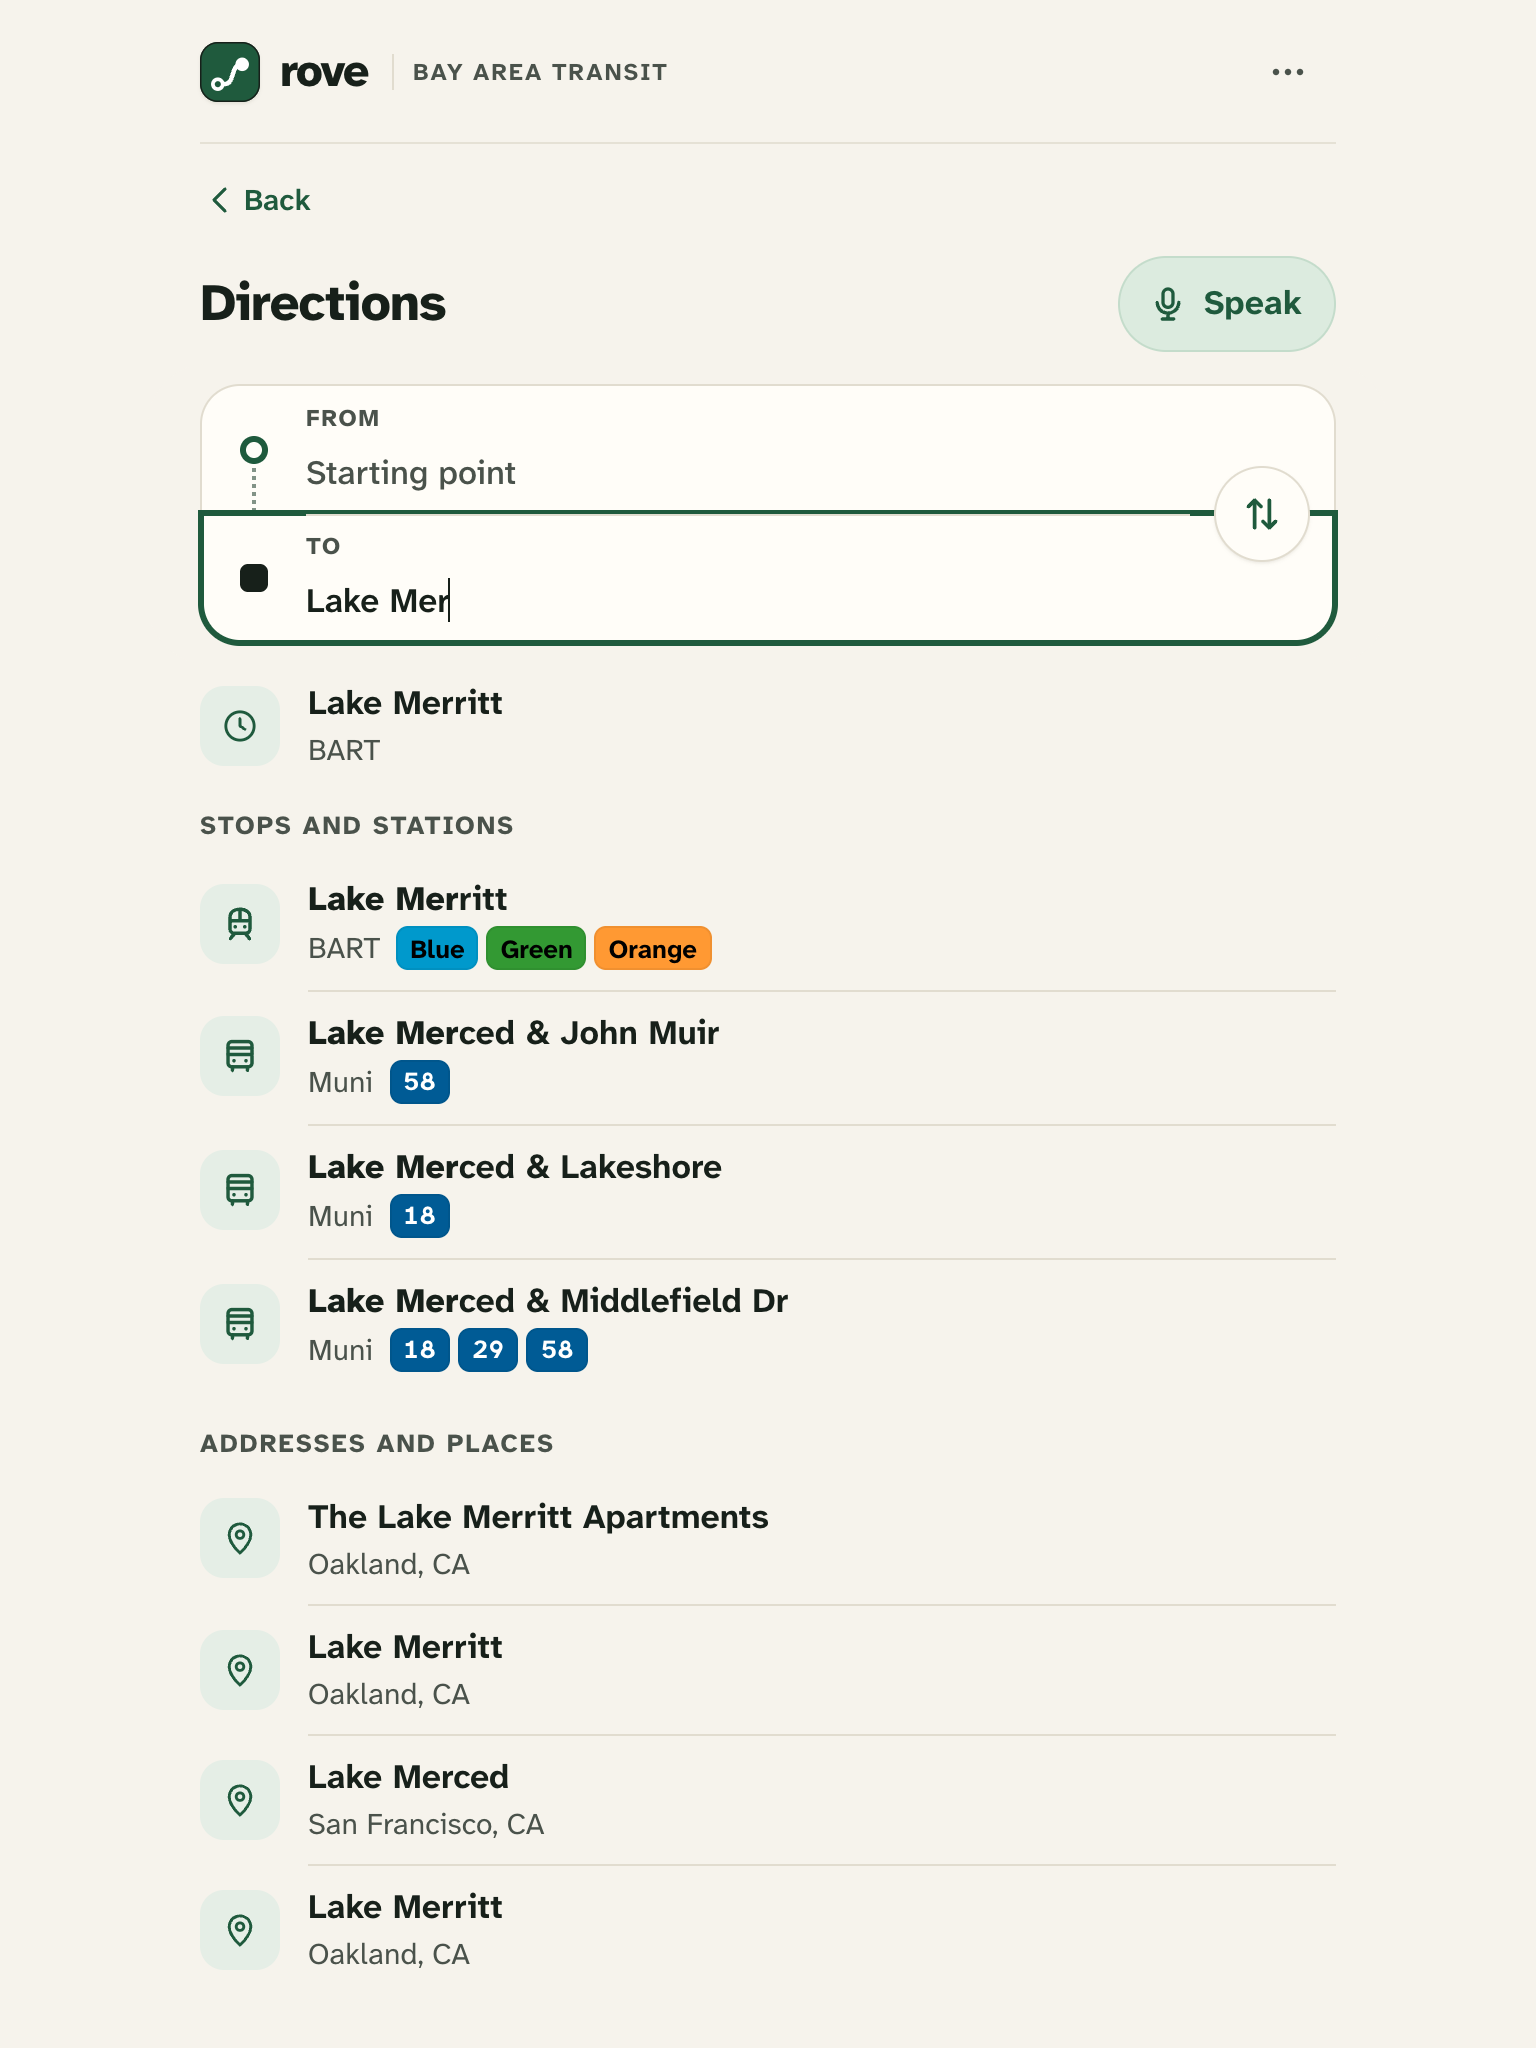 rove
BAY AREA TRANSIT
Back
Directions
Speak
FROM
Starting point
TO
Lake Mer
Lake Merritt
BART
STOPS AND STATIONS
Lake Merritt
BART Blue Green Orange
Lake Merced & John Muir
Muni 58
Lake Merced & Lakeshore
Muni 18
Lake Merced & Middlefield Dr
Muni 18 29 58
ADDRESSES AND PLACES
The Lake Merritt Apartments
Oakland, CA
Lake Merritt
Oakland, CA
Lake Merced
San Francisco, CA
Lake Merritt
Oakland, CA